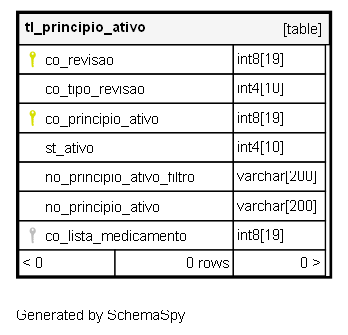 tl_principio_ativo [table]
co_revisao int8[19]
co_tipo_revisao int4[10]
co_principio_ativo int8[19]
st_ativo int4[10]
no_principio_ativo_filtro varchar[200]
no_principio_ativo varchar[200]
co_lista_medicamento int8[19]
< 0 0 rows 0 >
Generated by SchemaSpy